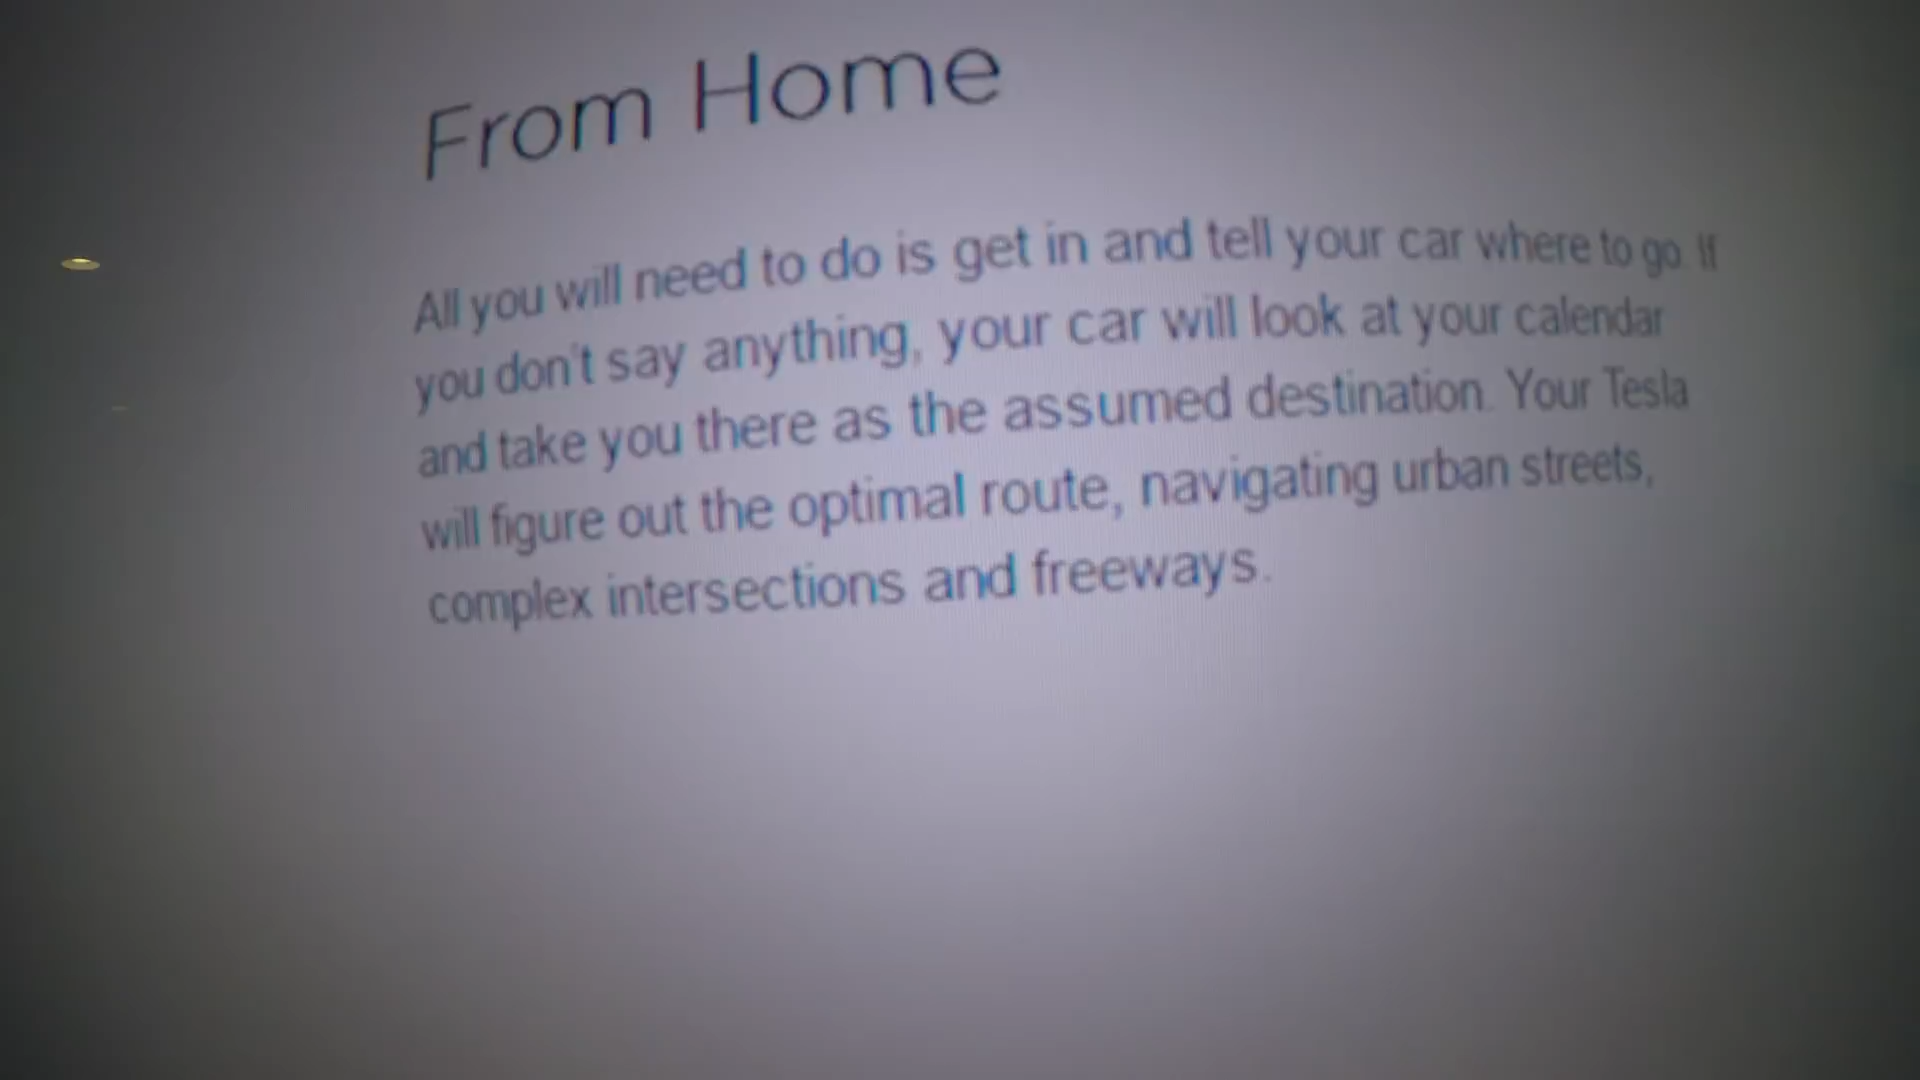 From Home
All you will need to do is get in and tell your car where to go. If
you don't say anything, your car will look at your calendar
and take you there as the assumed destination. Your Tesla
will figure out the optimal route, navigating urban streets,
complex intersections and freeways.